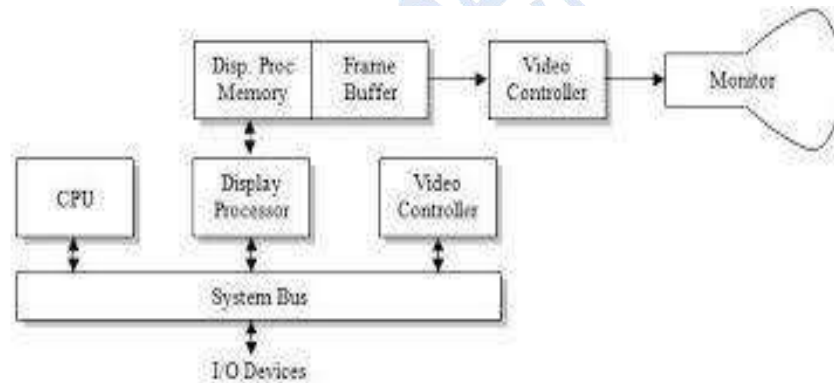 Disp. Proc
Memory
Frame
Buffer
Video
Controller
Monitor
CPU
Display
Processor
Video
Controller
System Bus
I/O Devices